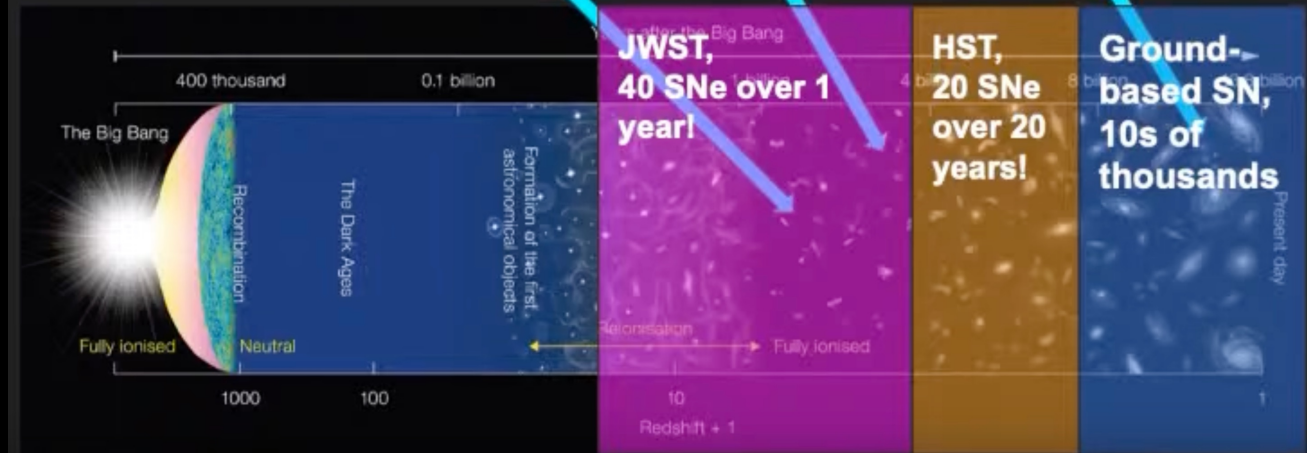 after the Big Bang
400 thousand
0.1 billion
1 billion
8 billion
billion
The Big Bang
Recombination
The Dark Ages
Formation of the first
astronomical objects
JWST,
40 SNe over 1
year!
HST,
20 SNe
over 20
years!
Ground-
based SN,
10s of
thousands
Present day
Reionisation
Fully ionised
Neutral
Fully ionised
1000
100
10
1
Redshift + 1